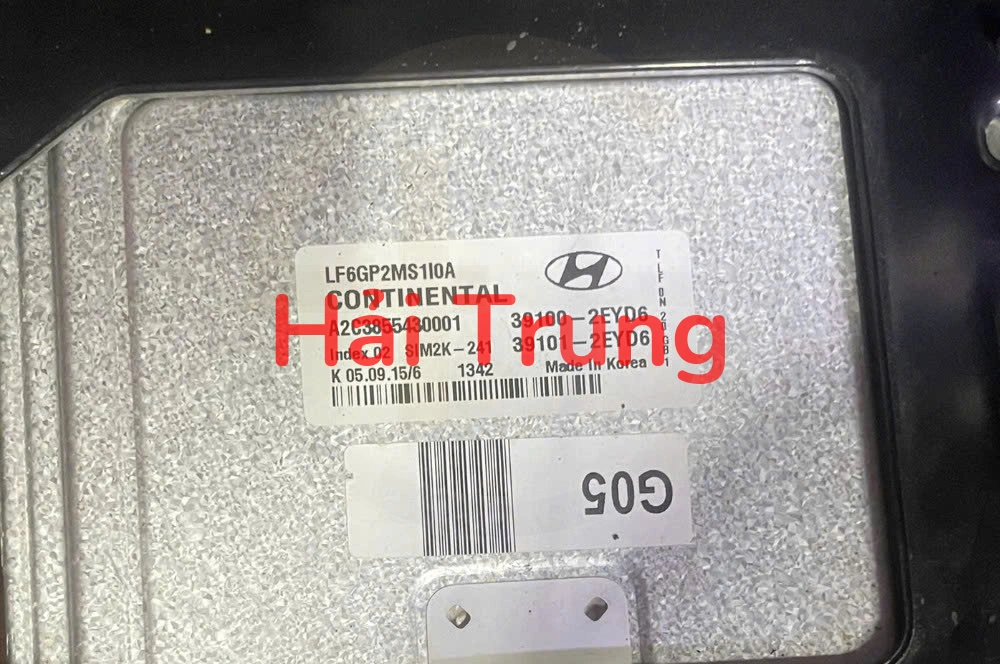 LF6GP2MS1I0A
CONTINENTAL
A2C3855430001 39100-2EYD6
Index 02 SIM2K-241 39101-2EYD6
K 05.09.15/6 1342 Made In Korea
Hải Trung
G05